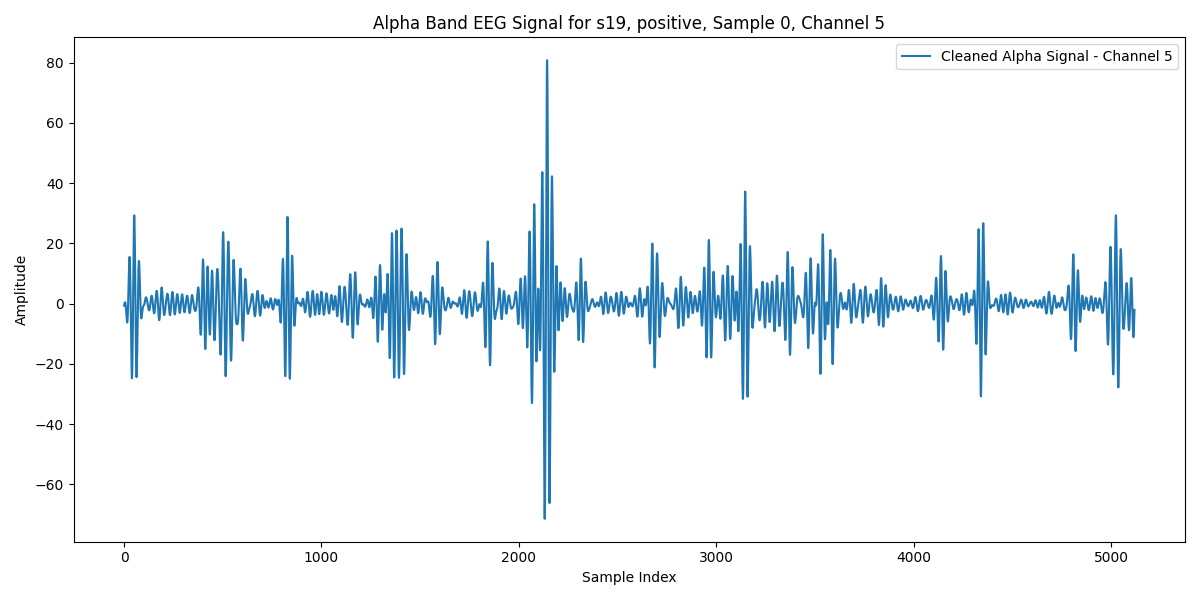 Alpha Band EEG Signal for s19, positive, Sample 0, Channel 5
Cleaned Alpha Signal - Channel 5
80
60
40
20
0
−20
−40
−60
Amplitude
0 1000 2000 3000 4000 5000
Sample Index